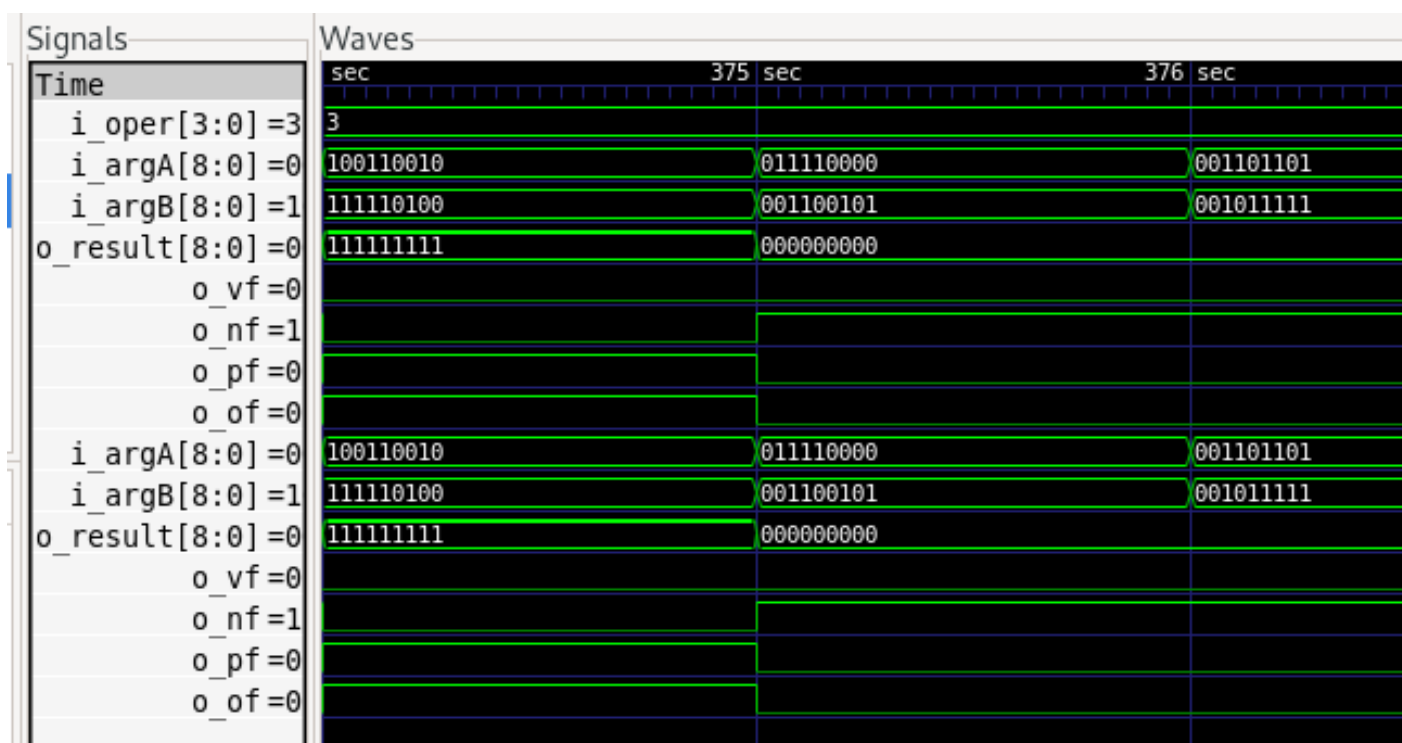 Signals Waves
Time sec 375 sec 376 sec
i_oper[3:0]=3 3
i_argA[8:0]=0 100110010 011110000 001101101
i_argB[8:0]=1 111110100 001100101 001011111
o_result[8:0]=0 111111111 000000000
o_vf=0
o_nf=1
o_pf=0
o_of=0
i_argA[8:0]=0 100110010 011110000 001101101
i_argB[8:0]=1 111110100 001100101 001011111
o_result[8:0]=0 111111111 000000000
o_vf=0
o_nf=1
o_pf=0
o_of=0